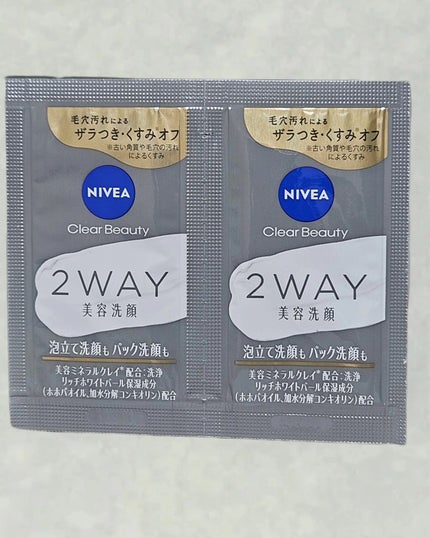 毛穴汚れによる
ザラつき・くすみ※オフ
※古い角質や毛穴の汚れ
によるくすみ
NIVEA
Clear Beauty
2WAY
美容洗顔
泡立て洗顔も パック洗顔も
美容ミネラルクレイ*配合:洗浄
リッチホワイトパール保湿成分
(ホホバオイル、加水分解コンキオリン)配合
毛穴汚れによる
ザラつき・くすみ※オフ
※古い角質や毛穴の汚れ
によるくすみ
NIVEA
Clear Beauty
2WAY
美容洗顔
泡立て洗顔も パック洗顔も
美容ミネラルクレイ*配合:洗浄
リッチホワイトパール保湿成分
(ホホバオイル、加水分解コンキオリン)配合